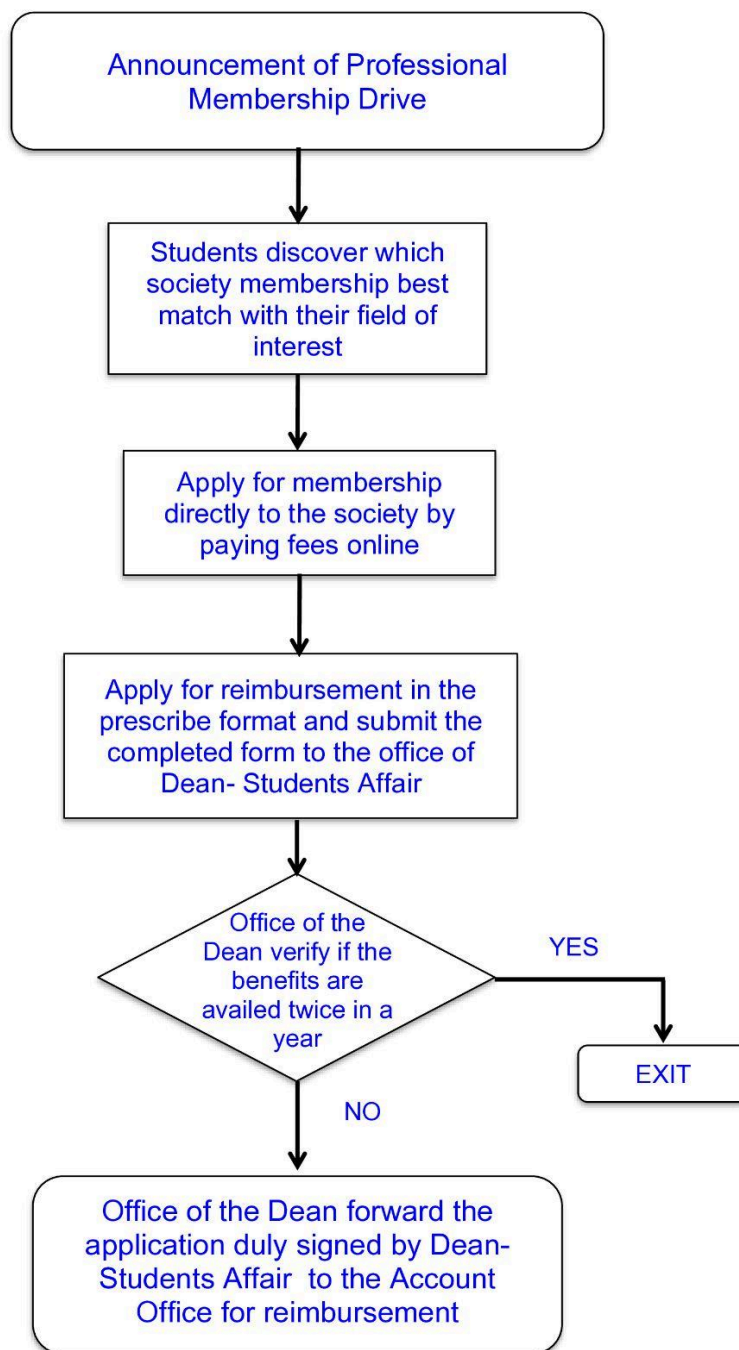 Announcement of Professional
Membership Drive
Students discover which
society membership best
match with their field of
interest
Apply for membership
directly to the society by
paying fees online
Apply for reimbursement in the
prescribe format and submit the
completed form to the office of
Dean- Students Affair
Office of the
Dean verify if the
benefits are
availed twice in a
year
YES
EXIT
NO
Office of the Dean forward the
application duly signed by Dean-
Students Affair to the Account
Office for reimbursement